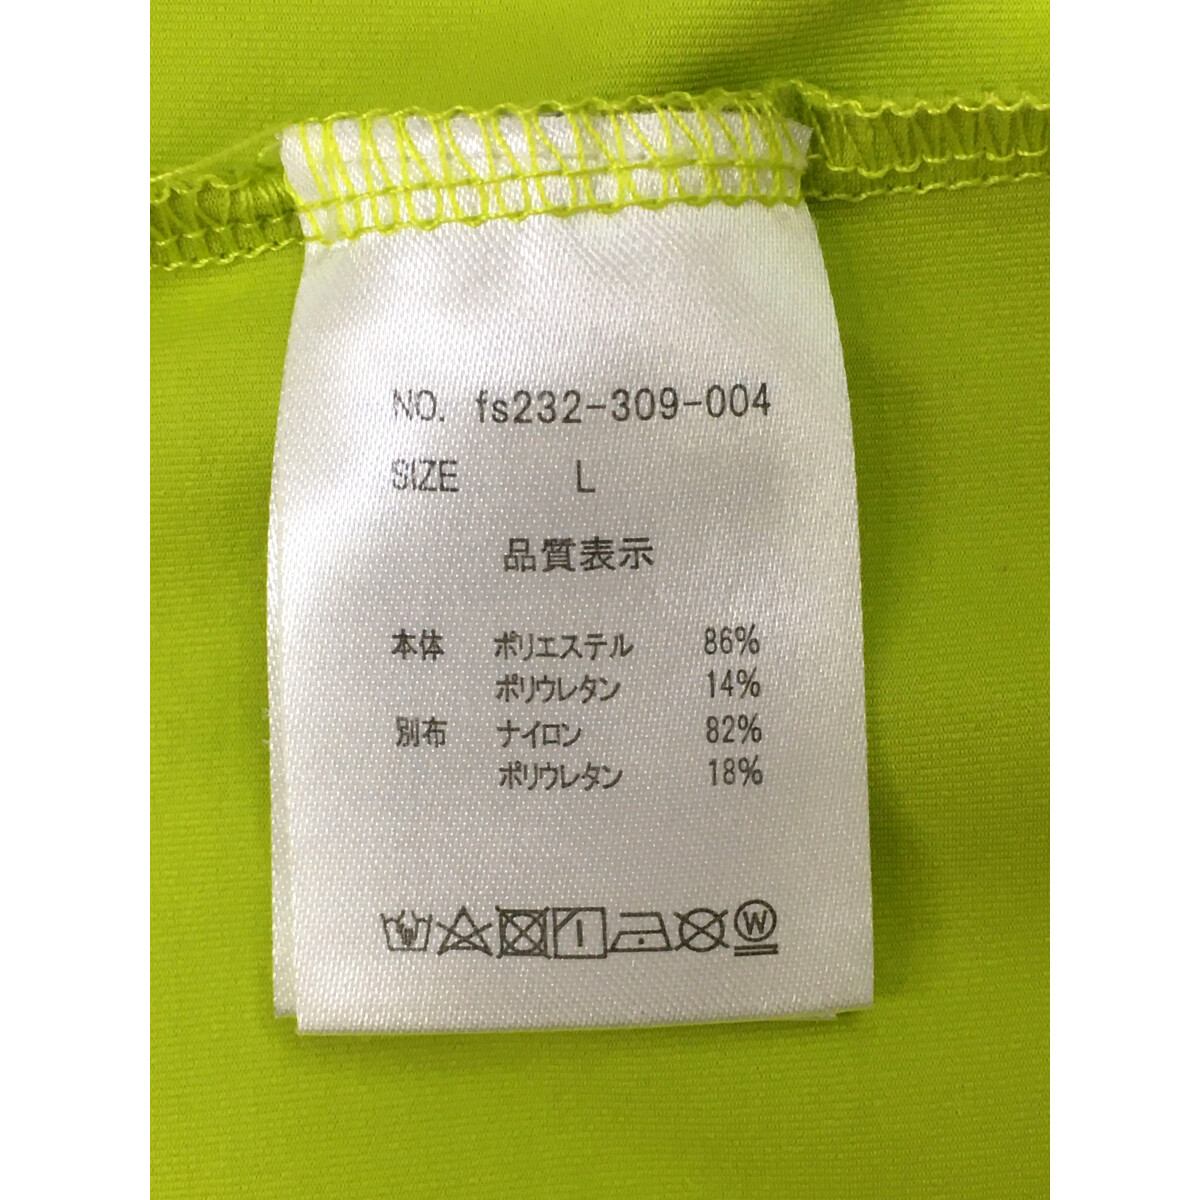 NO. fs232-309-004
SIZE L
品質表示
本体 ポリエステル 86%
ポリウレタン 14%
別布 ナイロン 82%
ポリウレタン 18%
W